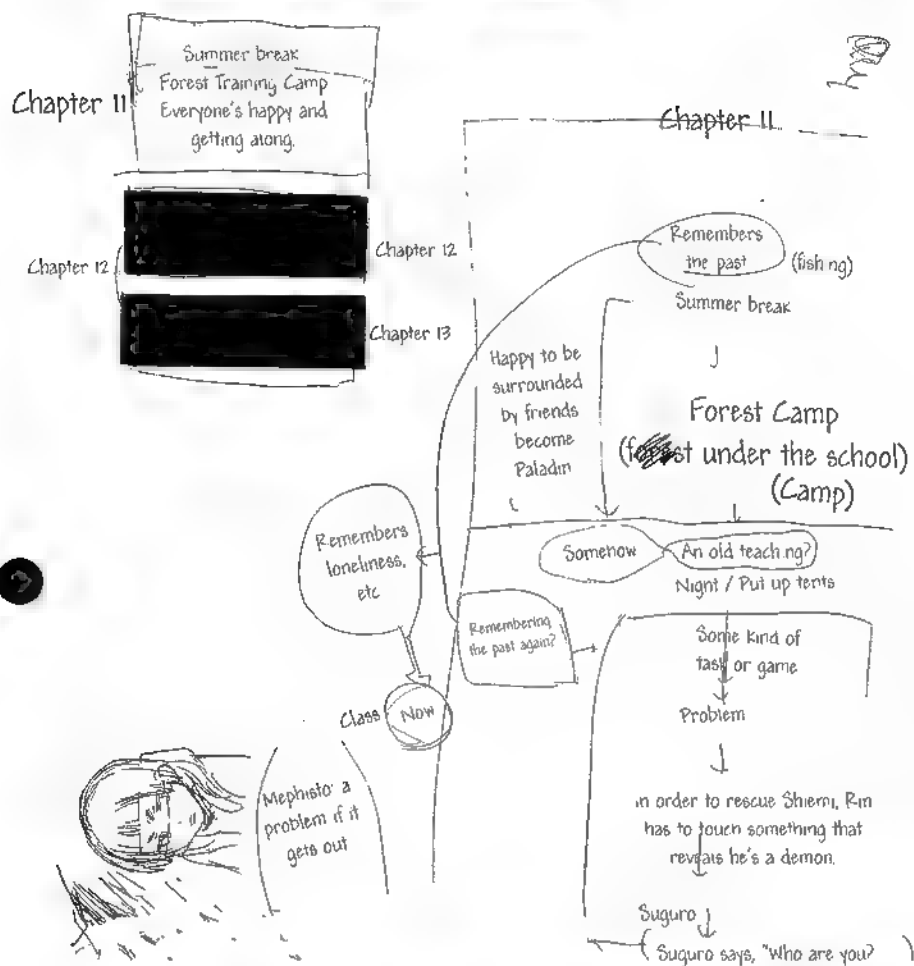 Summer break
Forest Training Camp
Everyone's happy and
getting along.
Chapter 11
Chapter 12
Chapter 12
Chapter 13
Chapter 11
Remembers
the past
(fish ng)
Summer break
Happy to be
surrounded
by friends
become
Paladin
Forest Camp
(forest under the school)
(Camp)
Remembers
loneliness,
etc
Somehow
An old teach ng?
Night / Put up tents
Remembering
the past again?
Some kind of
task or game
Class
Now
Problem
Mephisto: a
problem if it
gets out
in order to rescue Shiemi, Rin
has to touch something that
reveals he's a demon.
Suguro
(Suguro says, "Who are you? )